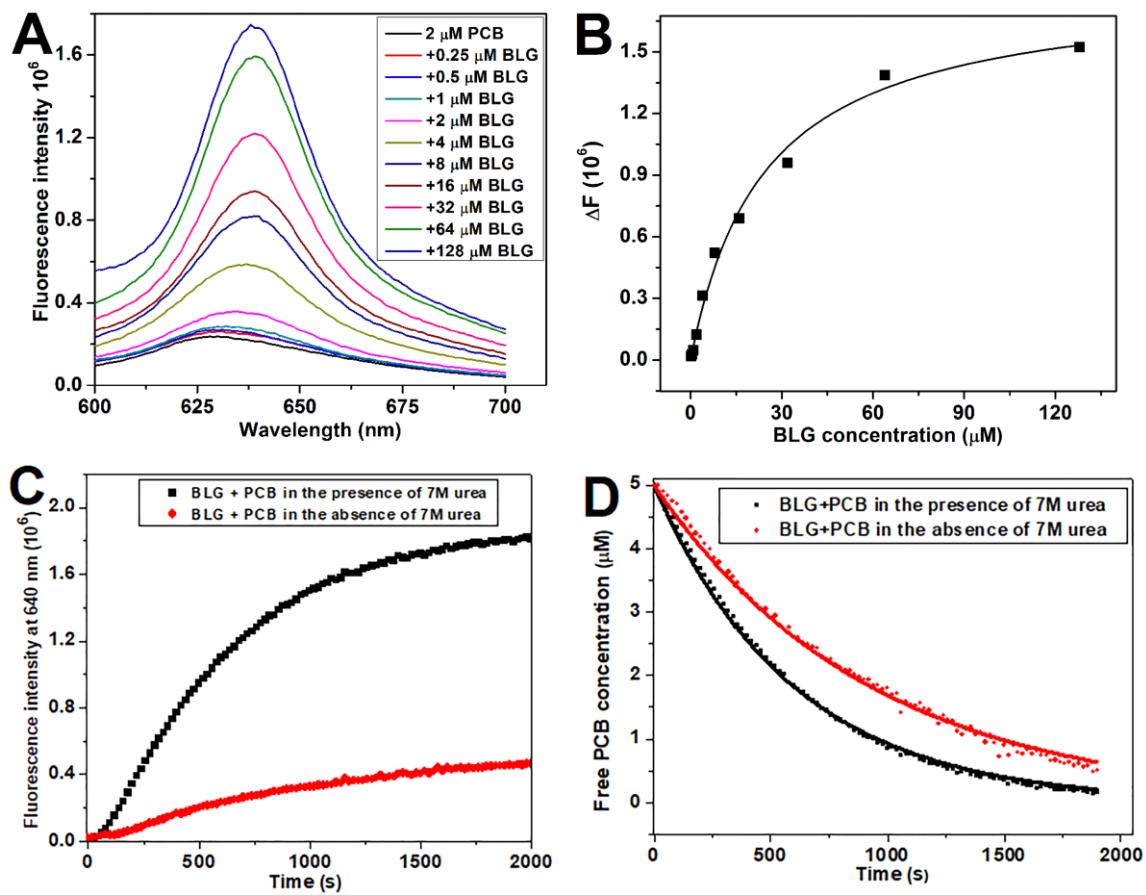 A
Fluorescence intensity 10⁶
1.6
1.2
0.8
0.4
0.0
600
625
650
675
700
Wavelength (nm)
2 μM PCB
+0.25 μM BLG
+0.5 μM BLG
+1 μM BLG
+2 μM BLG
+4 μM BLG
+8 μM BLG
+16 μM BLG
+32 μM BLG
+64 μM BLG
+128 μM BLG
B
ΔF (10⁶)
1.5
1.2
0.9
0.6
0.3
0.0
0
30
60
90
120
BLG concentration (μM)
C
Fluorescence intensity at 640 nm (10⁶)
2.0
1.6
1.2
0.8
0.4
0.0
0
500
1000
1500
2000
Time (s)
BLG + PCB in the presence of 7M urea
BLG + PCB in the absence of 7M urea
D
Free PCB concentration (μM)
5
4
3
2
1
0
0
500
1000
1500
2000
Time (s)
BLG+PCB in the presence of 7M urea
BLG+PCB in the absence of 7M urea